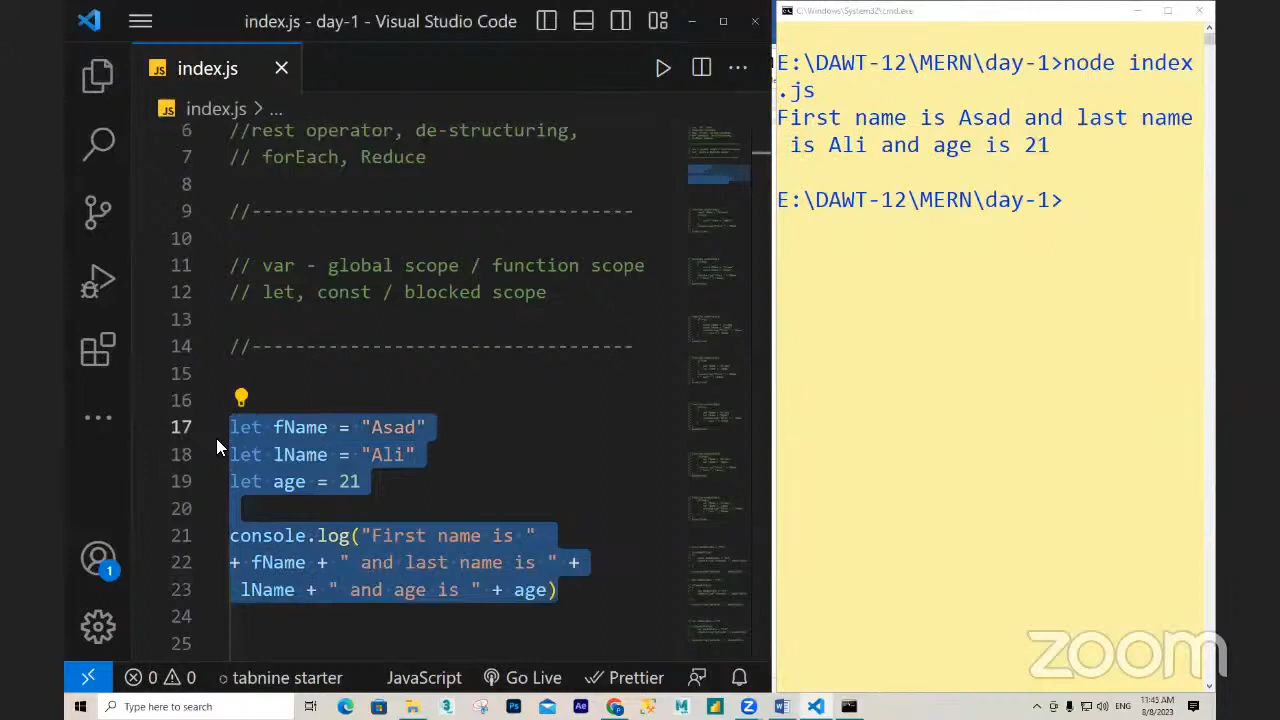 index.js - day-1 - Visual Studio Code
C:\Windows\System32\cmd.exe
JS index.js
JS index.js > ...
6 //rest operator, de-structuring,
7 // forEach, Reduce
8
9 //-----------------------------------
10
11 // var - global scope / function scope
12 // let, const / blocked scope
13
14 //-----------------------------------
15
16
17 let fName = "Asad"
18 let lName = "Ali"
19 let age = 21
20
21 console.log("First name is "
22 + fName + " and last name is " +
23 lName + " and age is " + age)
24
25
1
0 0 tabnine starter JavaScript Go Live Prettier
E:\DAWT-12\MERN\day-1>node index
.js
First name is Asad and last name
is Ali and age is 21
E:\DAWT-12\MERN\day-1>
zoom
Type here to search
11:45 AM
8/8/2023